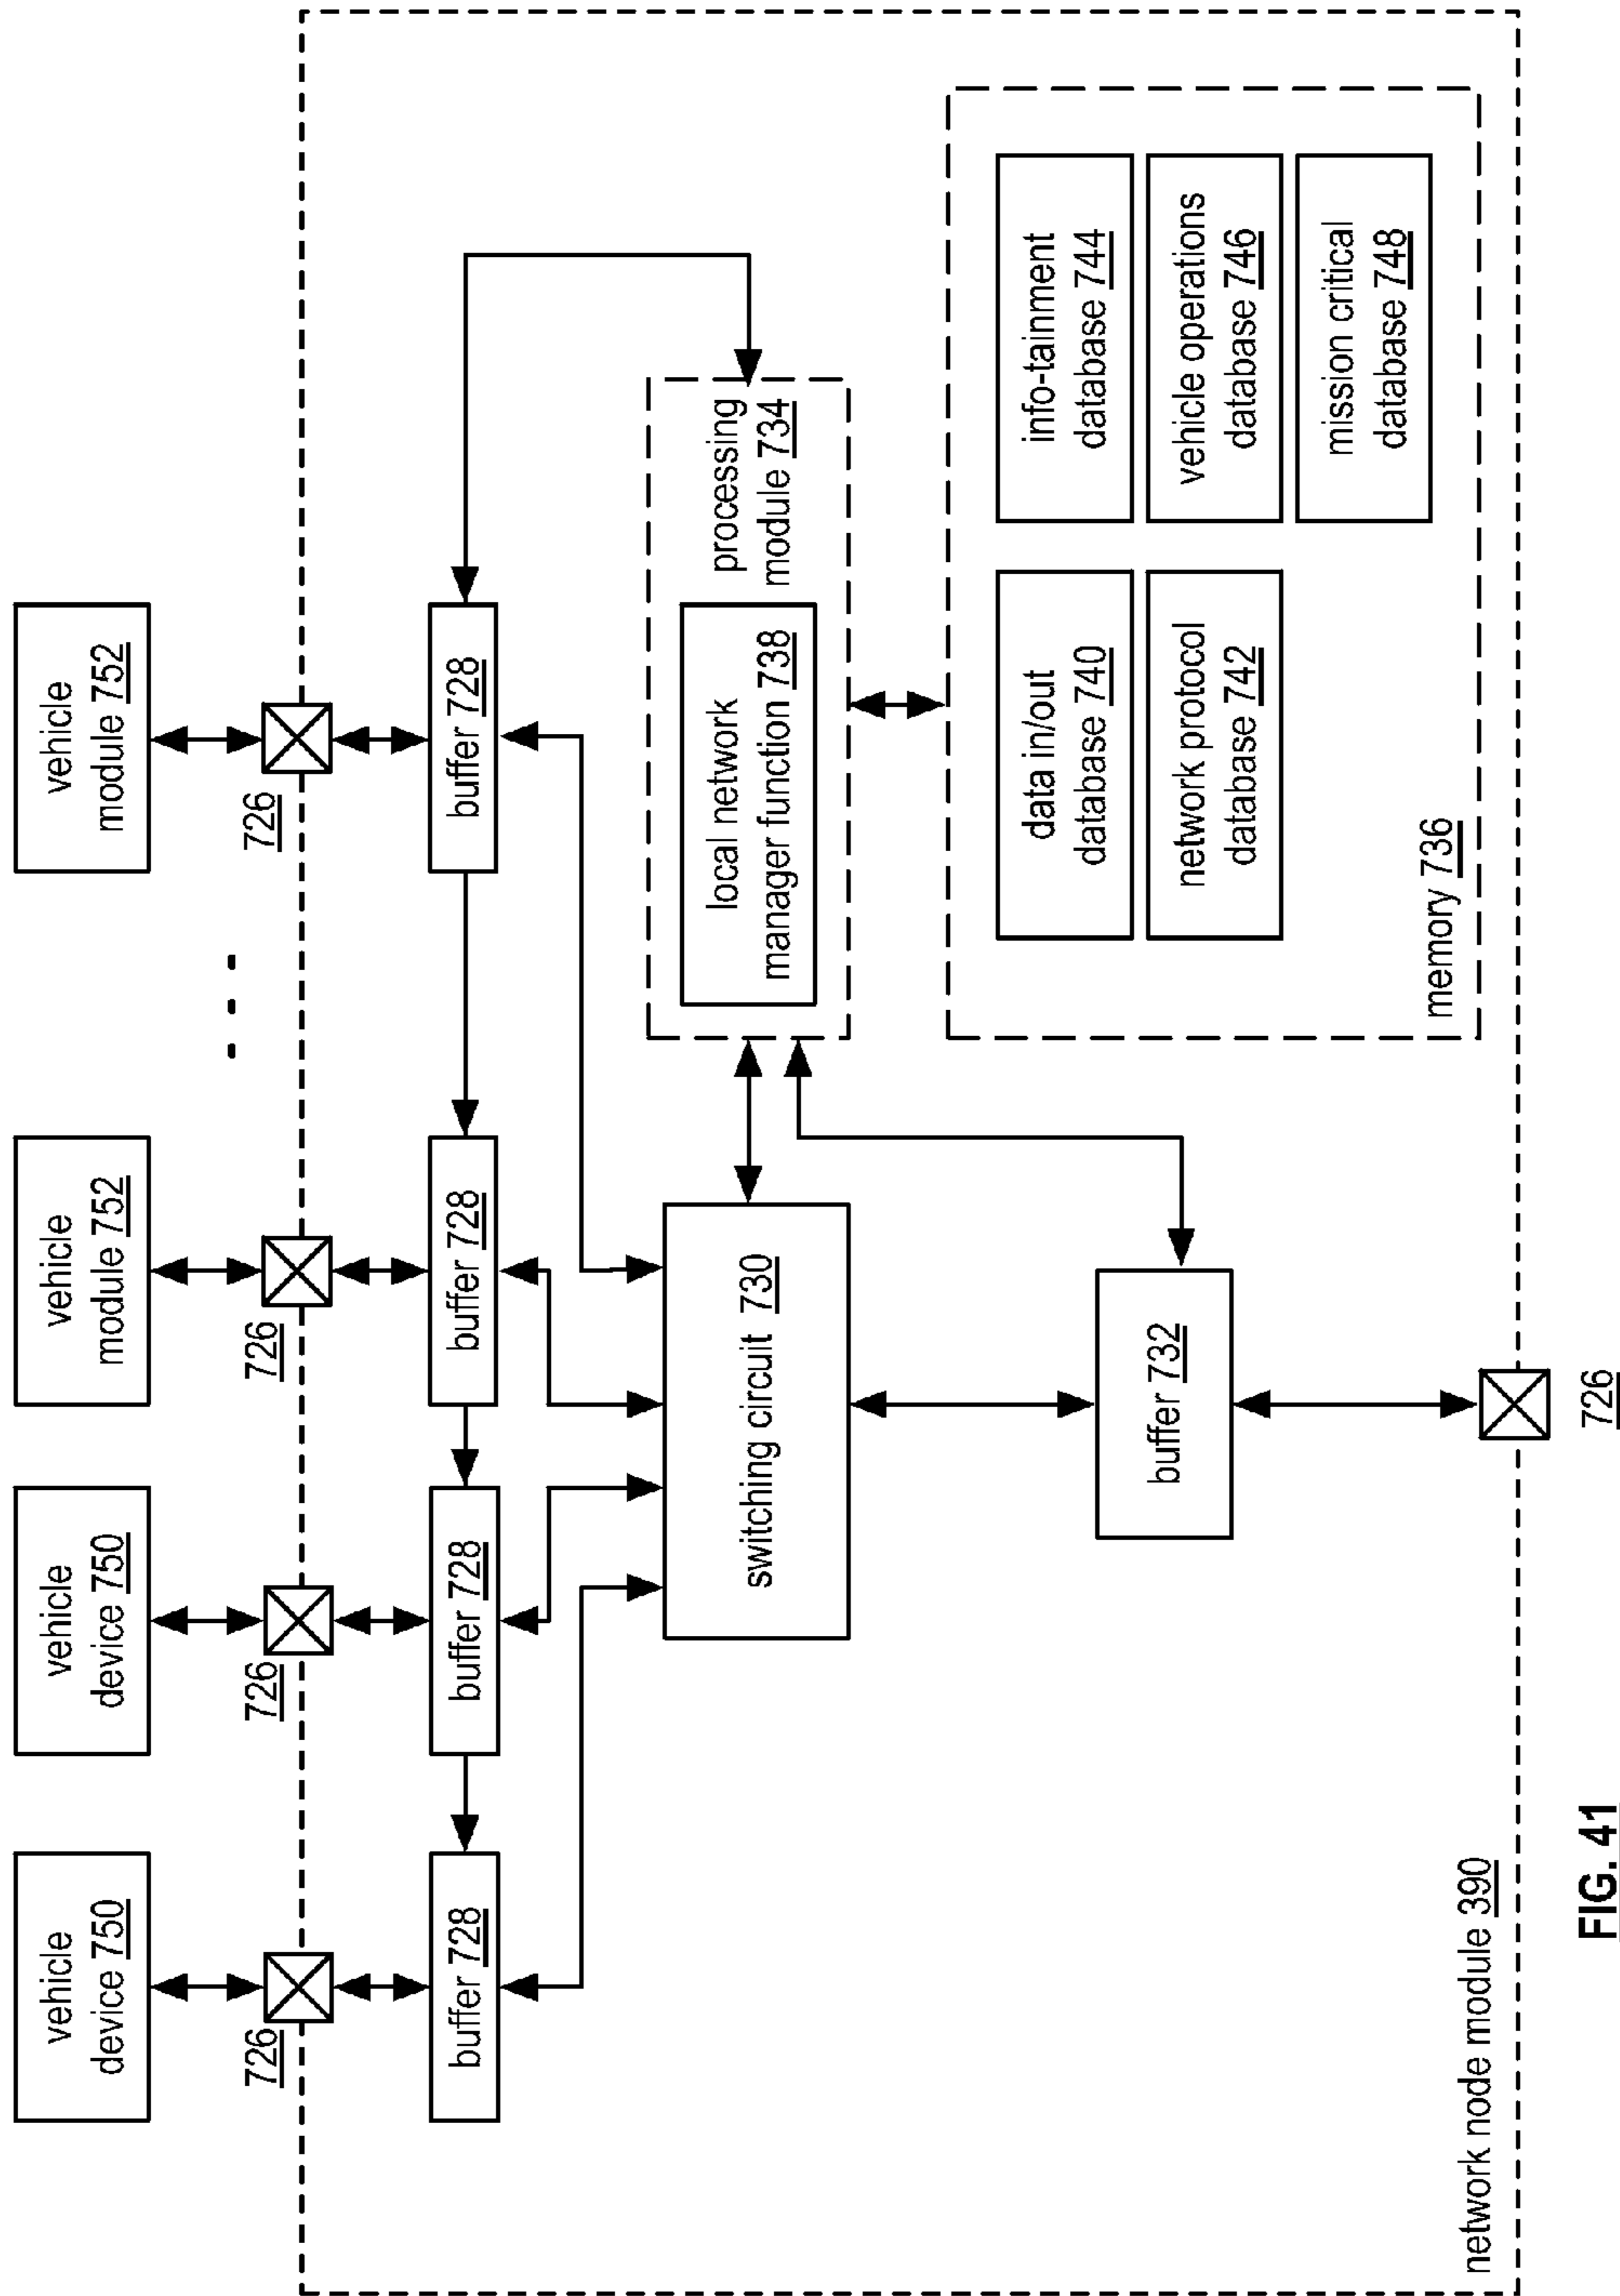 vehicle
device 750
vehicle
device 750
vehicle
module 752
. . .
vehicle
module 752
726
726
726
726
buffer 728
buffer 728
buffer 728
buffer 728
switching circuit 730
processing
module 734
local network
manager function 738
buffer 732
data in/out
database 740
info-tainment
database 744
network protocol
database 742
vehicle operations
database 746
mission critical
database 748
memory 736
network node module 390
726
FIG. 41